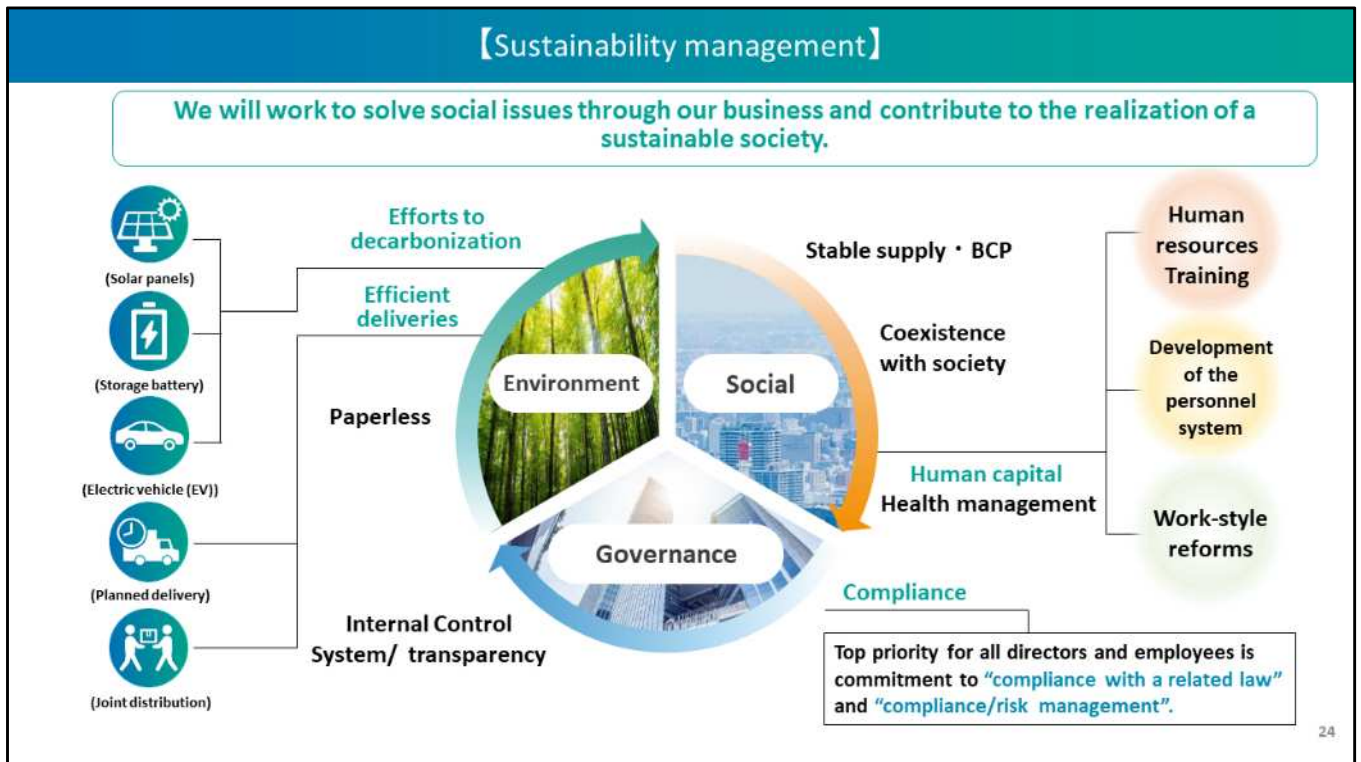 【Sustainability management】
We will work to solve social issues through our business and contribute to the realization of a
sustainable society.
(Solar panels)
(Storage battery)
(Electric vehicle (EV))
(Planned delivery)
(Joint distribution)
Efforts to
decarbonization
Efficient
deliveries
Paperless
Environment
Social
Governance
Internal Control
System/ transparency
Stable supply・BCP
Coexistence
with society
Human capital
Health management
Human
resources
Training
Development
of the
personnel
system
Work-style
reforms
Compliance
Top priority for all directors and employees is
commitment to “compliance with a related law”
and “compliance/risk management”.
24